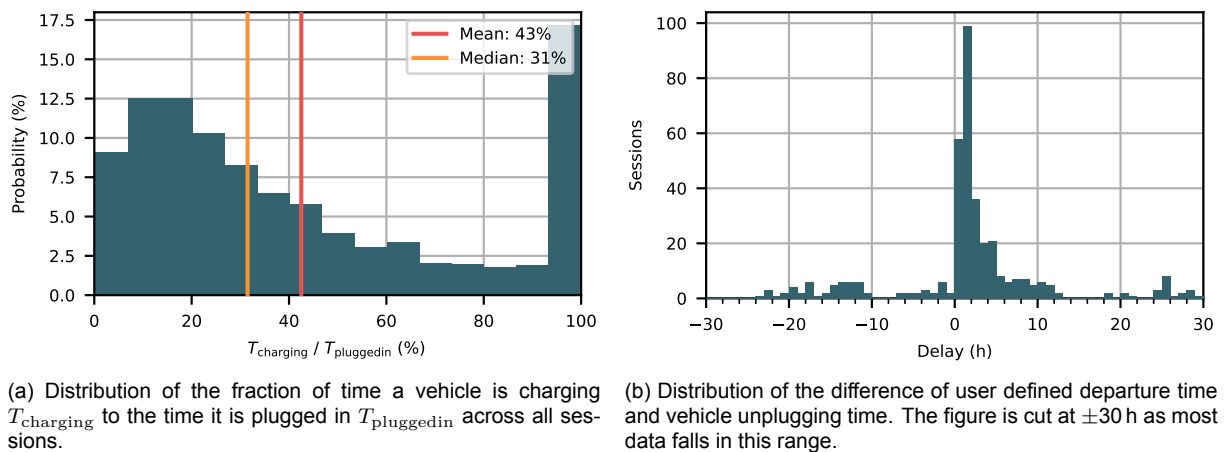 17.5
15.0
12.5
10.0
7.5
5.0
2.5
0.0
Probability (%)
Mean: 43%
Median: 31%
0 20 40 60 80 100
T_charging / T_pluggedin (%)
100
80
60
40
20
0
Sessions
−30 −20 −10 0 10 20 30
Delay (h)
(a) Distribution of the fraction of time a vehicle is charging
T_charging to the time it is plugged in T_pluggedin across all ses-
sions.
(b) Distribution of the difference of user defined departure time
and vehicle unplugging time. The figure is cut at ±30 h as most
data falls in this range.